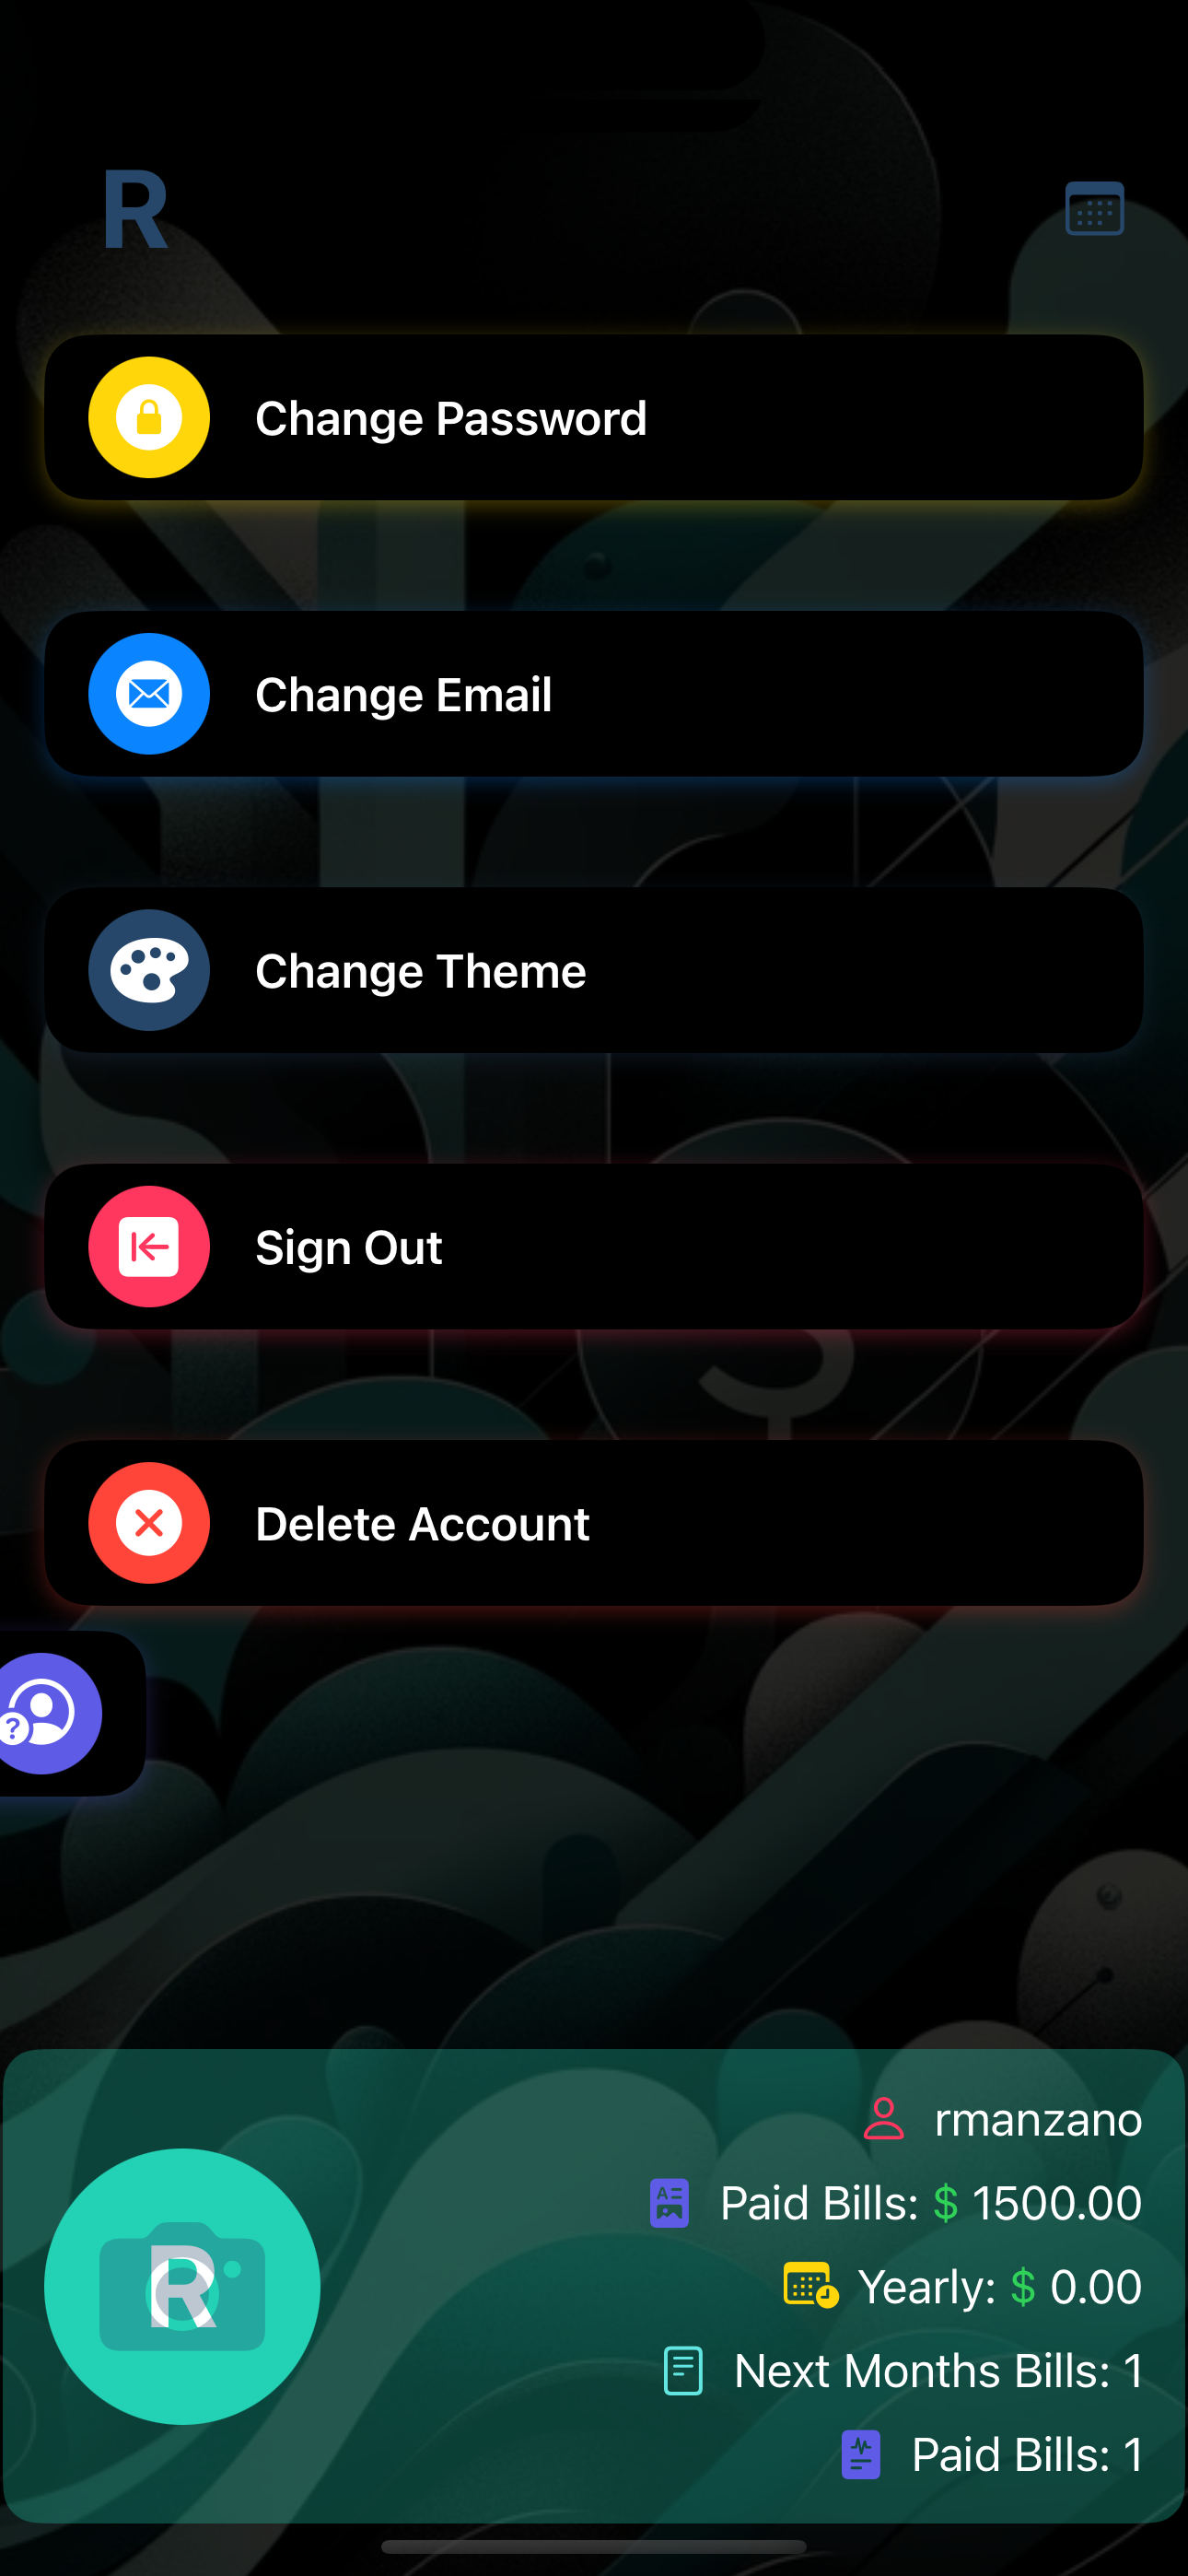 R
Change Password
Change Email
Change Theme
Sign Out
Delete Account
?
rmanzano
Paid Bills: $ 1500.00
Yearly: $ 0.00
Next Months Bills: 1
Paid Bills: 1
R